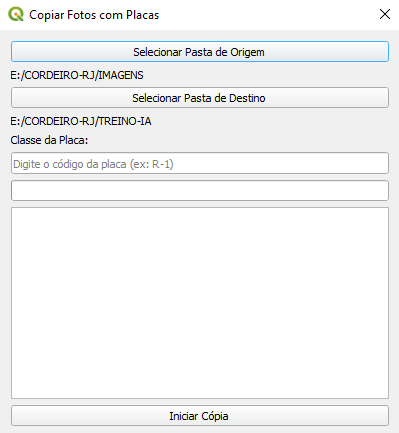 Copiar Fotos com Placas
Selecionar Pasta de Origem
E:/CORDEIRO-RJ/IMAGENS
Selecionar Pasta de Destino
E:/CORDEIRO-RJ/TREINO-IA
Classe da Placa:
Digite o código da placa (ex: R-1)
Iniciar Cópia